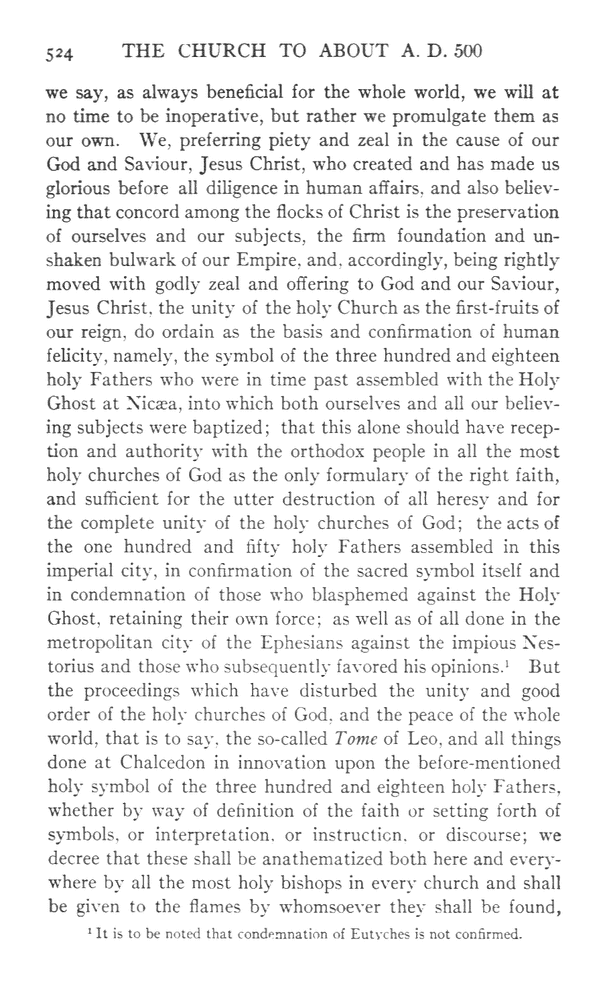 524 THE CHURCH TO ABOUT A. D. 500
we say, as always beneficial for the whole world, we will at
no time to be inoperative, but rather we promulgate them as
our own. We, preferring piety and zeal in the cause of our
God and Saviour, Jesus Christ, who created and has made us
glorious before all diligence in human affairs, and also believ-
ing that concord among the flocks of Christ is the preservation
of ourselves and our subjects, the firm foundation and un-
shaken bulwark of our Empire, and, accordingly, being rightly
moved with godly zeal and offering to God and our Saviour,
Jesus Christ, the unity of the holy Church as the first-fruits of
our reign, do ordain as the basis and confirmation of human
felicity, namely, the symbol of the three hundred and eighteen
holy Fathers who were in time past assembled with the Holy
Ghost at Nicæa, into which both ourselves and all our believ-
ing subjects were baptized; that this alone should have recep-
tion and authority with the orthodox people in all the most
holy churches of God as the only formulary of the right faith,
and sufficient for the utter destruction of all heresy and for
the complete unity of the holy churches of God; the acts of
the one hundred and fifty holy Fathers assembled in this
imperial city, in confirmation of the sacred symbol itself and
in condemnation of those who blasphemed against the Holy
Ghost, retaining their own force; as well as of all done in the
metropolitan city of the Ephesians against the impious Nes-
torius and those who subsequently favored his opinions.¹ But
the proceedings which have disturbed the unity and good
order of the holy churches of God, and the peace of the whole
world, that is to say, the so-called Tome of Leo, and all things
done at Chalcedon in innovation upon the before-mentioned
holy symbol of the three hundred and eighteen holy Fathers,
whether by way of definition of the faith or setting forth of
symbols, or interpretation, or instruction, or discourse; we
decree that these shall be anathematized both here and every-
where by all the most holy bishops in every church and shall
be given to the flames by whomsoever they shall be found,
¹ It is to be noted that condemnation of Eutyches is not confirmed.